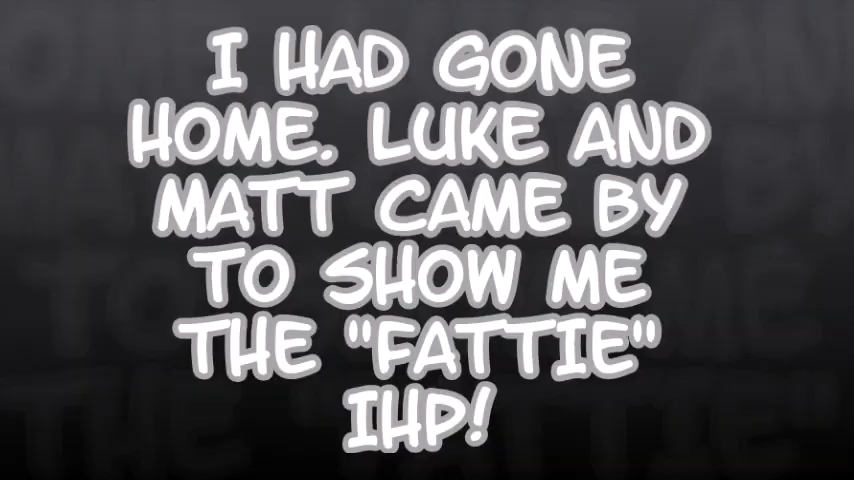 I HAD GONE
HOME. LUKE AND
MATT CAME BY
TO SHOW ME
THE "FATTIE"
IHP!